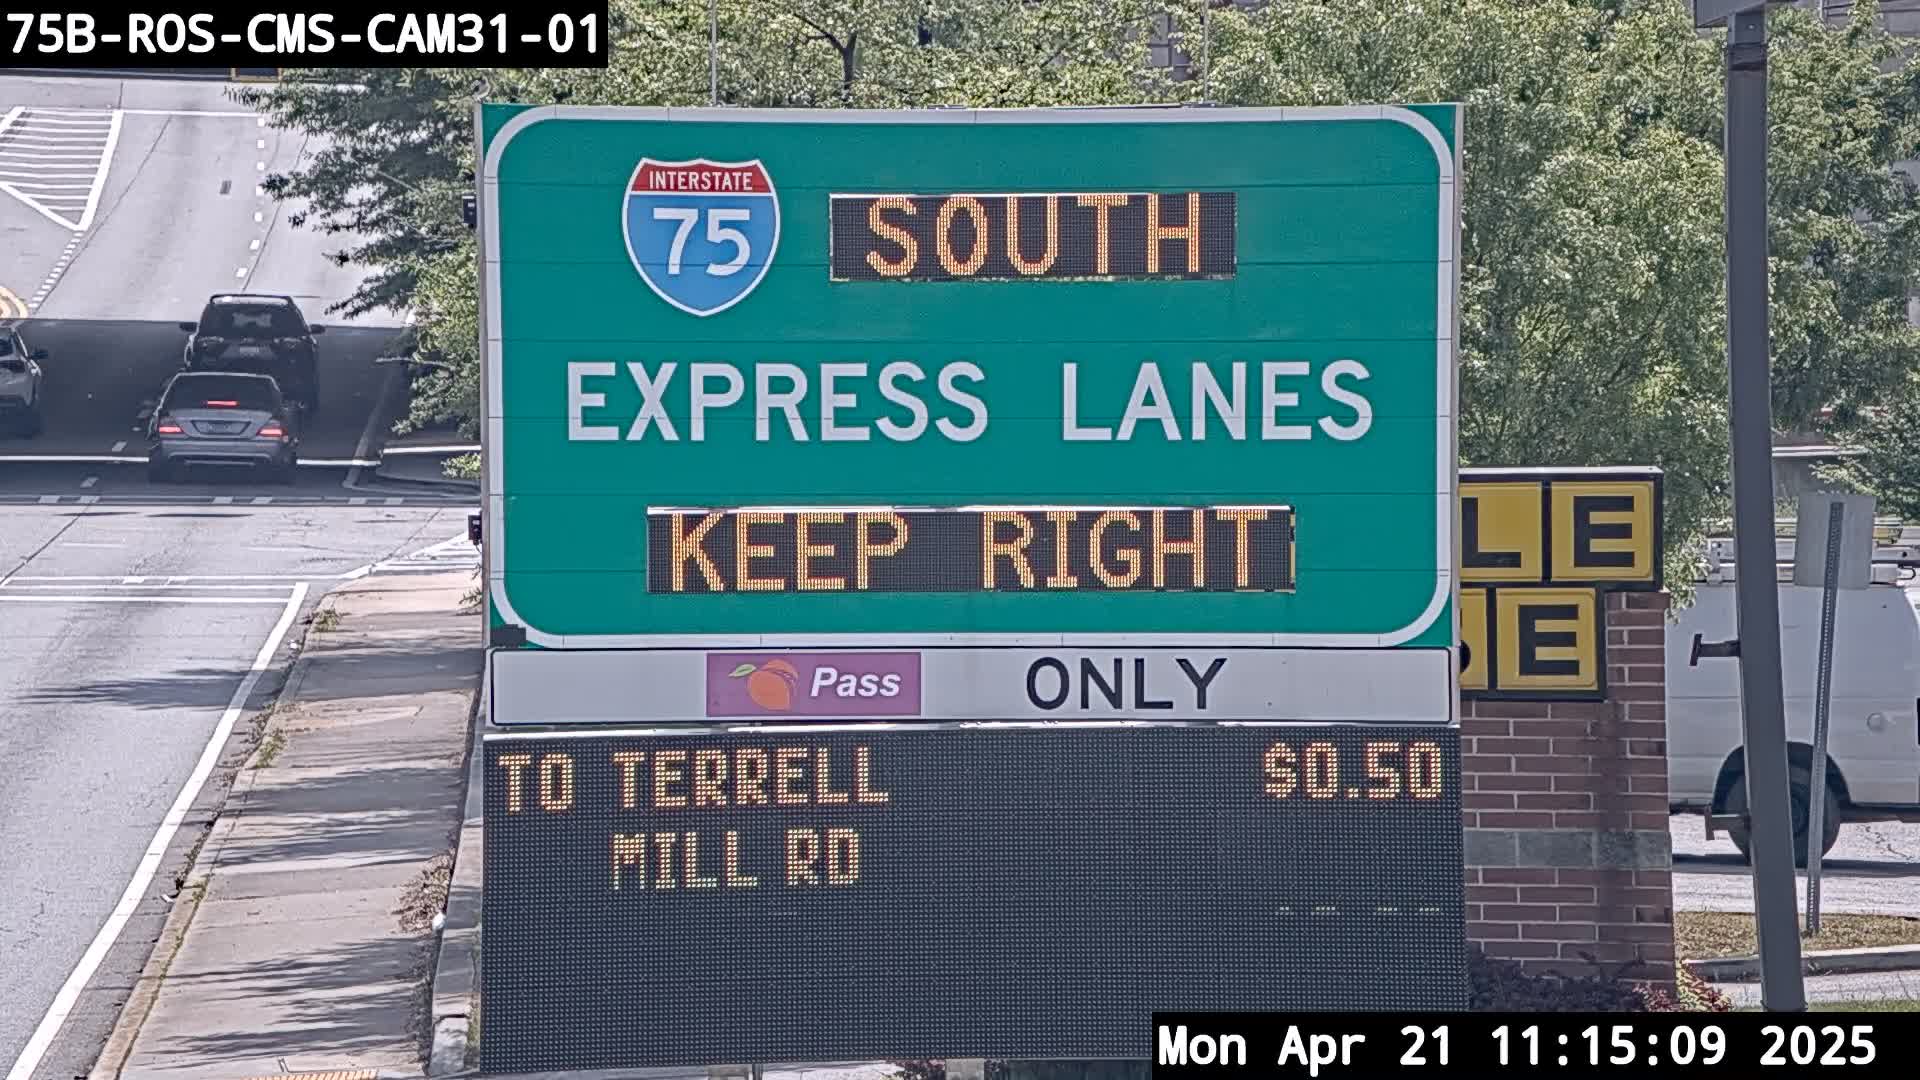 75B-ROS-CMS-CAM31-01
INTERSTATE
75
SOUTH
EXPRESS LANES
KEEP RIGHT
Pass ONLY
TO TERRELL $0.50
MILL RD
LE
E
Mon Apr 21 11:15:09 2025